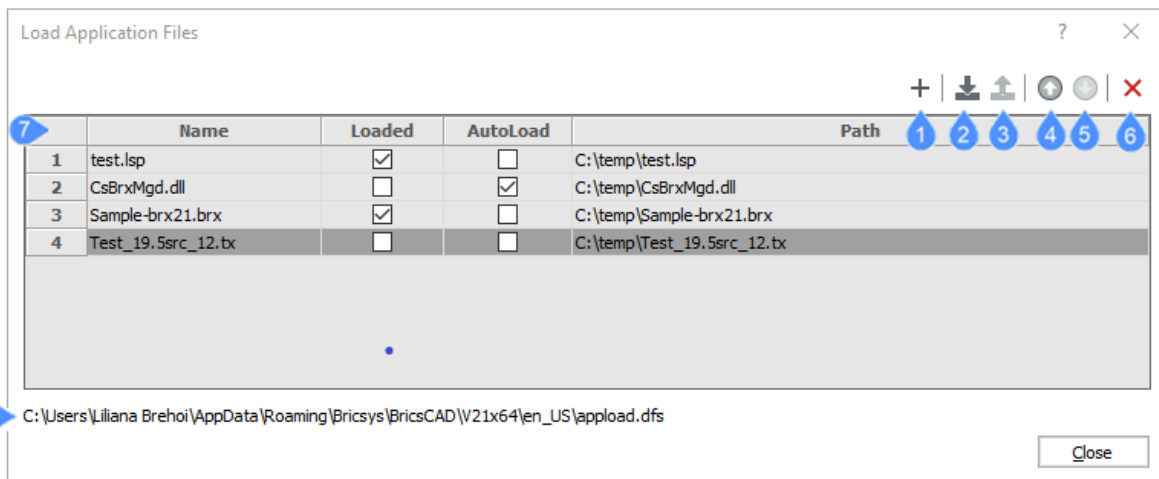 Load Application Files ?
1 2 3 4 5 6
7 Name Loaded AutoLoad Path
1 test.lsp C:\temp\test.lsp
2 CsBrxMgd.dll C:\temp\CsBrxMgd.dll
3 Sample-brx21.brx C:\temp\Sample-brx21.brx
4 Test_19.5src_12.tx C:\temp\Test_19.5src_12.tx
C:\Users\Liliana Brehoi\AppData\Roaming\Bricsys\BricsCAD\V21x64\en_US\appload.dfs
Close